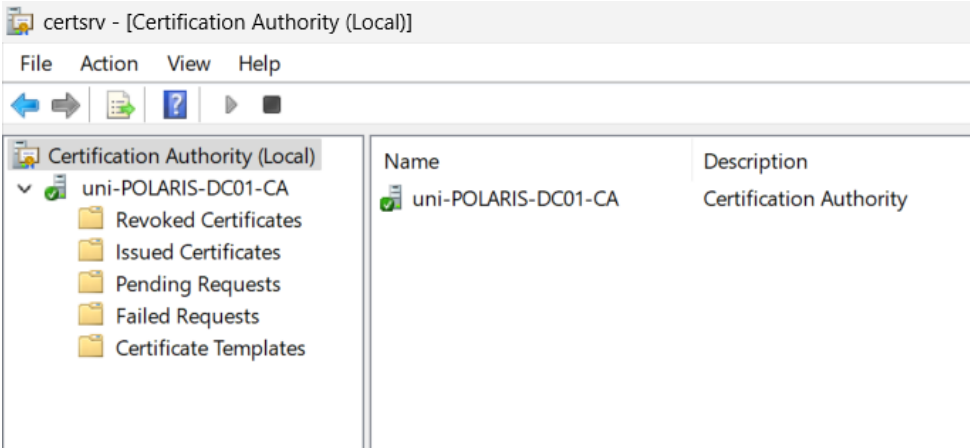 certsrv - [Certification Authority (Local)]
File Action View Help
Certification Authority (Local)
uni-POLARIS-DC01-CA
Revoked Certificates
Issued Certificates
Pending Requests
Failed Requests
Certificate Templates
Name Description
uni-POLARIS-DC01-CA Certification Authority